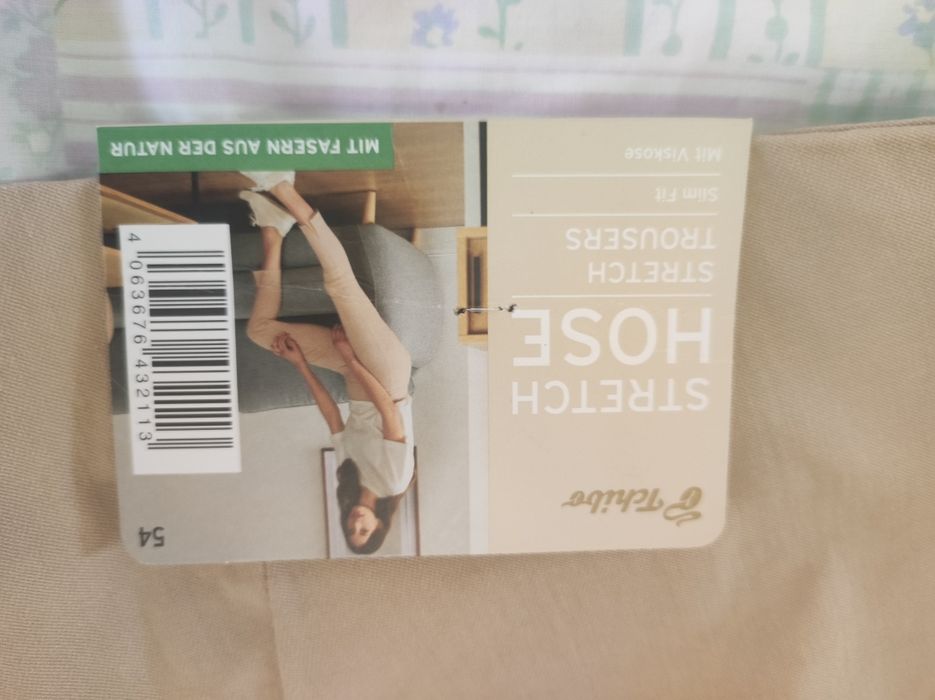 Tchibo
STRETCH
HOSE
STRETCH
TROUSERS
Slim Fit
Mit Viskose
54
4 063676 432113
MIT FASERN AUS DER NATUR